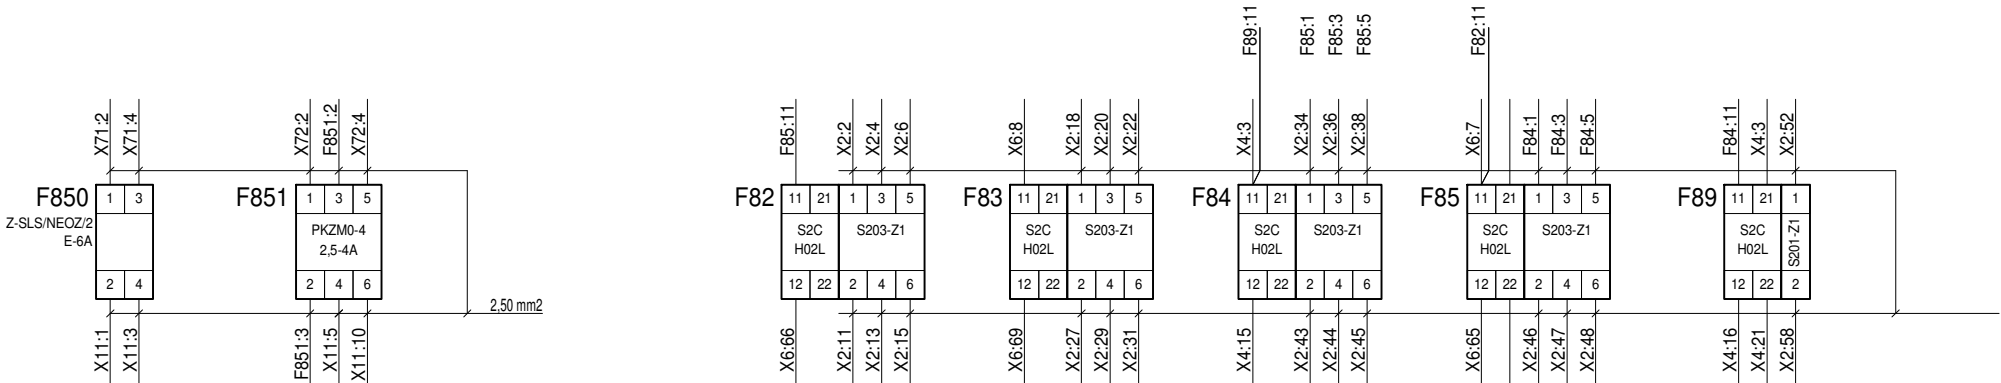 F89:11
F85:1
F85:3
F85:5
F82:11
X71:2
X71:4
X72:2
F851:2
X72:4
F85:11
X2:2
X2:4
X2:6
X6:8
X2:18
X2:20
X2:22
X4:3
X2:34
X2:36
X2:38
X6:7
F84:1
F84:3
F84:5
F84:11
X4:3
X2:52
F850
1 3
Z-SLS/NEOZ/2
E-6A
2 4
F851
1 3 5
PKZM0-4
2,5-4A
2 4 6
2,50 mm2
F82
11 21 1 3 5
S2C
H02L
S203-Z1
12 22 2 4 6
F83
11 21 1 3 5
S2C
H02L
S203-Z1
12 22 2 4 6
F84
11 21 1 3 5
S2C
H02L
S203-Z1
12 22 2 4 6
F85
11 21 1 3 5
S2C
H02L
S203-Z1
12 22 2 4 6
F89
11 21 1
S2C
H02L
S201-Z1
12 22 2
X11:1
X11:3
F851:3
X11:5
X11:10
X6:66
X2:11
X2:13
X2:15
X6:69
X2:27
X2:29
X2:31
X4:15
X2:43
X2:44
X2:45
X6:65
X2:46
X2:47
X2:48
X4:16
X4:21
X2:58